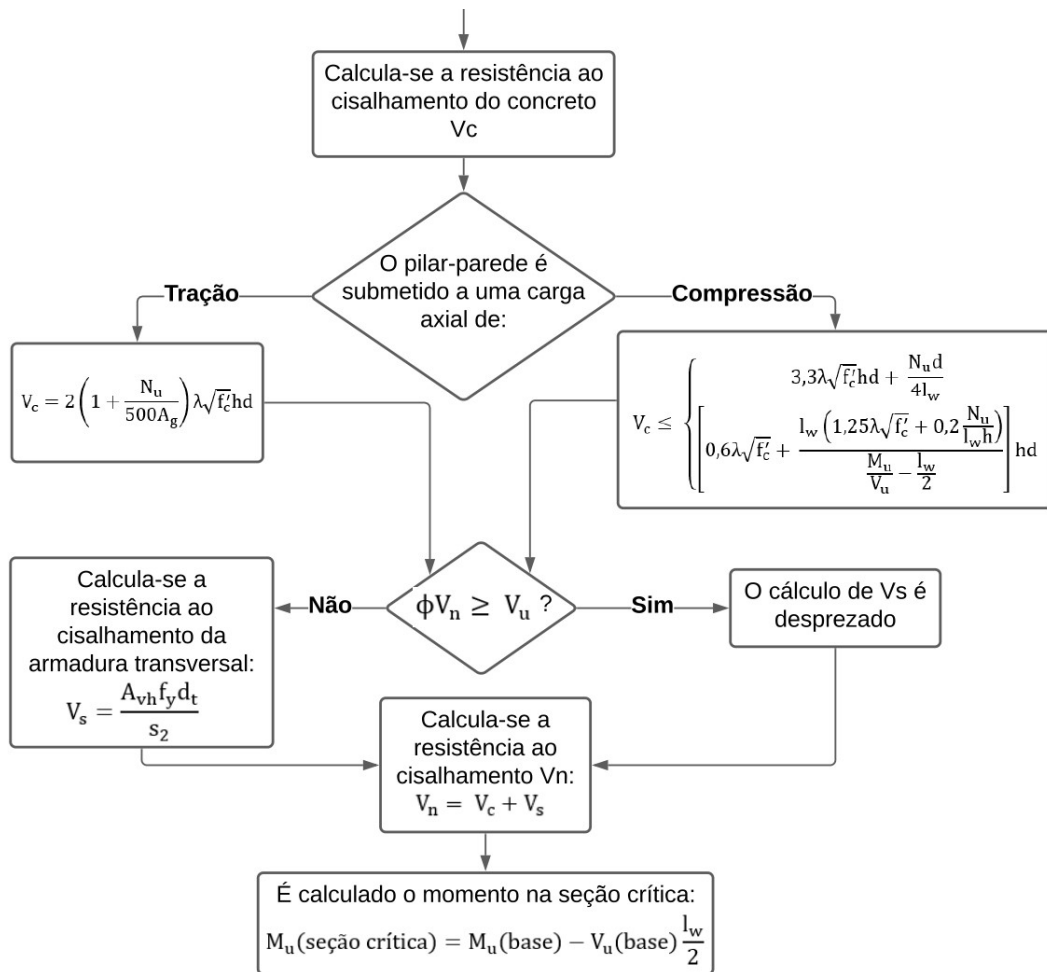 Calcula-se a resistência ao
cisalhamento do concreto
Vc
O pilar-parede é
submetido a uma carga
axial de:
Tração
Compressão
V_c = 2 (1 + N_u/500A_g) λ√f'_c hd
V_c ≤ { 3,3λ√f'_c hd + N_u d/4l_w
[0,6λ√f'_c + l_w (1,25λ√f'_c + 0,2 N_u/l_w h) / (M_u/V_u − l_w/2)] hd
ϕV_n ≥ V_u ?
Não
Sim
Calcula-se a
resistência ao
cisalhamento da
armadura transversal:
V_s = A_vh f_y d_t / s_2
O cálculo de Vs é
desprezado
Calcula-se a
resistência ao
cisalhamento Vn:
V_n = V_c + V_s
É calculado o momento na seção crítica:
M_u(seção crítica) = M_u(base) − V_u(base) l_w/2